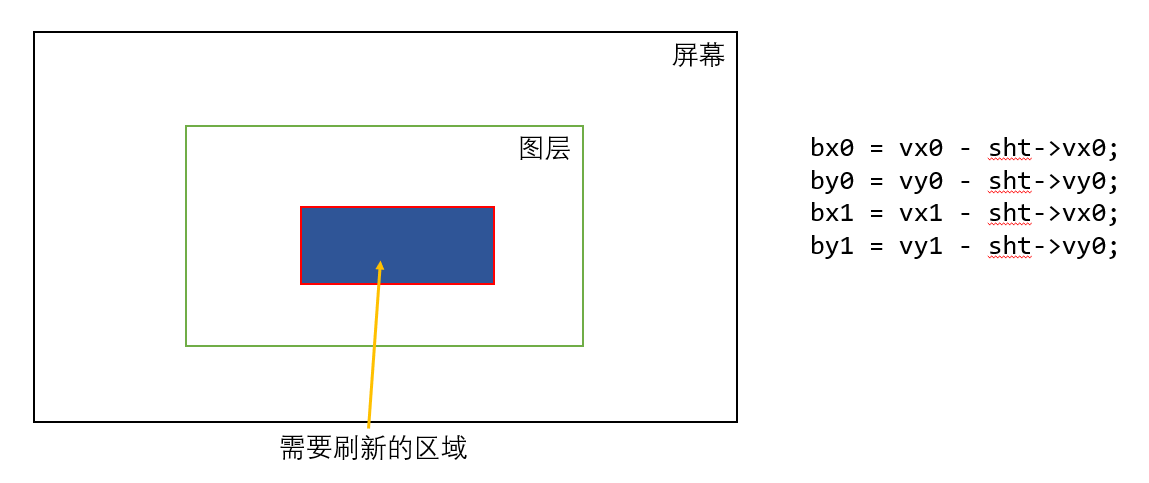 屏幕
图层
需要刷新的区域
bx0 = vx0 - sht->vx0;
by0 = vy0 - sht->vy0;
bx1 = vx1 - sht->vx0;
by1 = vy1 - sht->vy0;